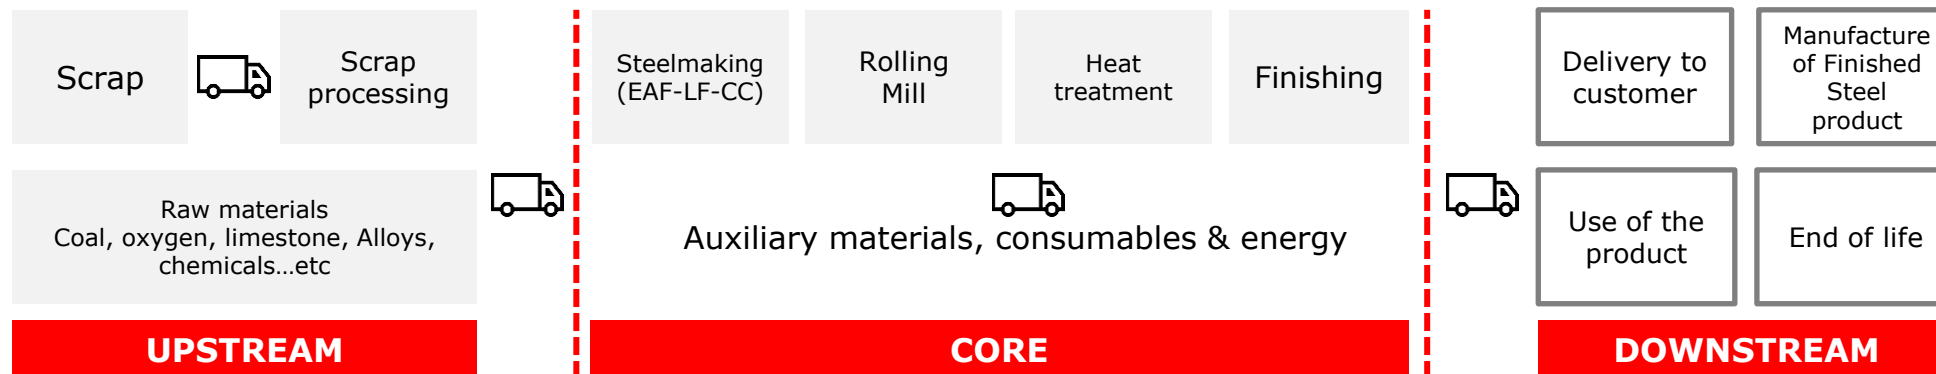 Scrap
Scrap
processing
Raw materials
Coal, oxygen, limestone, Alloys,
chemicals…etc
UPSTREAM
Steelmaking
(EAF-LF-CC)
Rolling
Mill
Heat
treatment
Finishing
Auxiliary materials, consumables & energy
CORE
Delivery to
customer
Manufacture
of Finished
Steel
product
Use of the
product
End of life
DOWNSTREAM